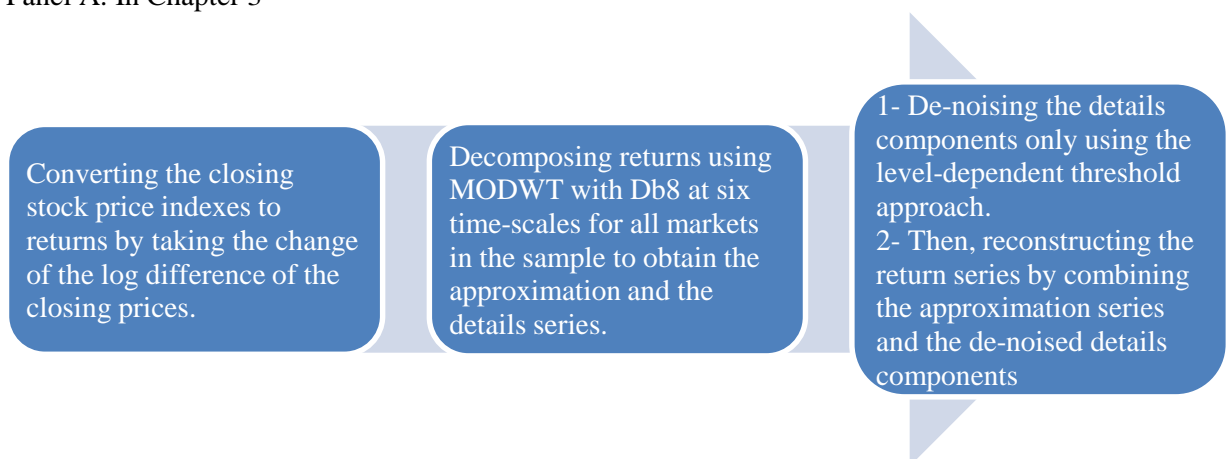 Panel A: In Chapter 3
Converting the closing
stock price indexes to
returns by taking the change
of the log difference of the
closing prices.
Decomposing returns using
MODWT with Db8 at six
time-scales for all markets
in the sample to obtain the
approximation and the
details series.
1- De-noising the details
components only using the
level-dependent threshold
approach.
2- Then, reconstructing the
return series by combining
the approximation series
and the de-noised details
components